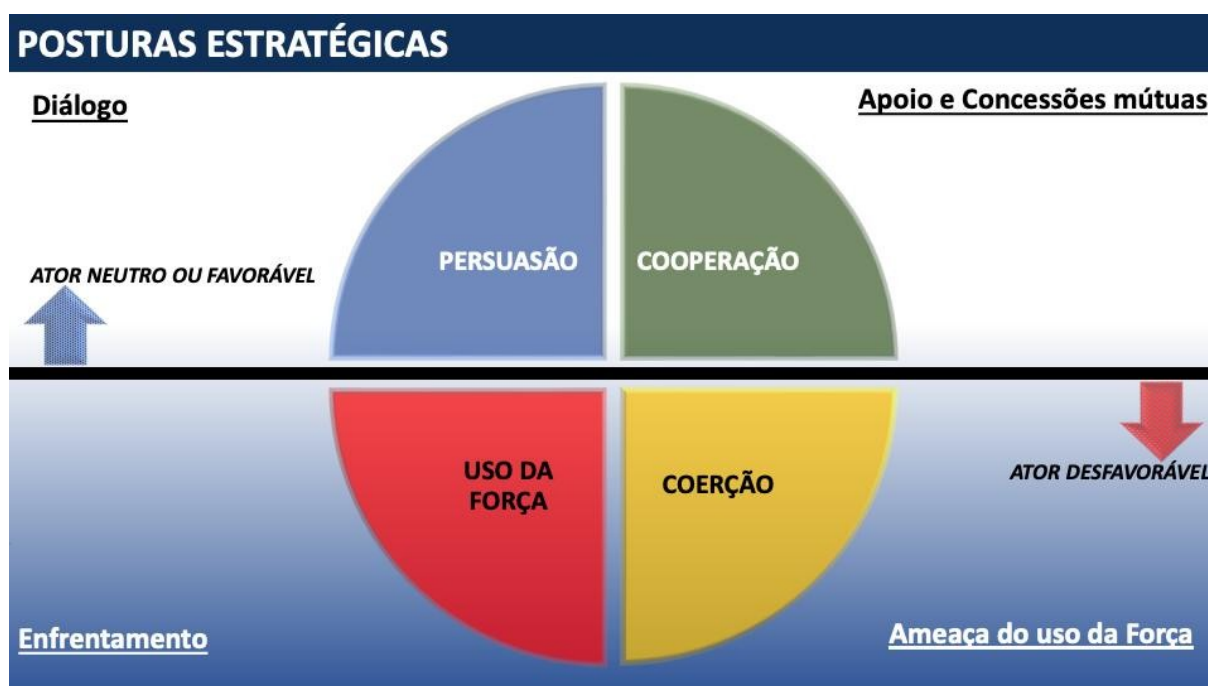 POSTURAS ESTRATÉGICAS
Diálogo
Apoio e Concessões mútuas
PERSUASÃO
COOPERAÇÃO
ATOR NEUTRO OU FAVORÁVEL
USO DA
FORÇA
COERÇÃO
ATOR DESFAVORÁVEL
Enfrentamento
Ameaça do uso da Força